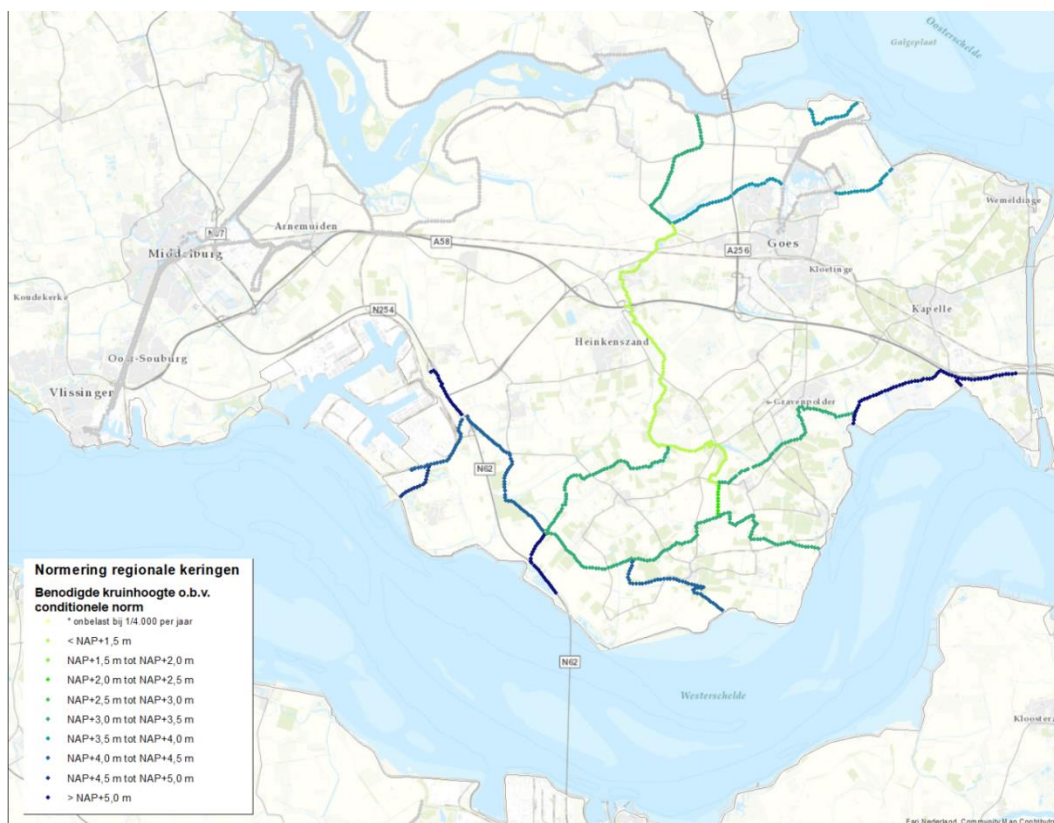 Oosterschelde
Galgeplaat
Wemeldinge
Arnemuiden
Middelburg
A58
A256
Goes
Kloetinge
Koudekerke
N254
Kapelle
Heinkenszand
Oost-Souburg
Vlissingen
's-Gravenpolder
N62
Normering regionale keringen
Benodigde kruinhoogte o.b.v.
conditionele norm
* onbelast bij 1/4.000 per jaar
< NAP+1,5 m
NAP+1,5 m tot NAP+2,0 m
NAP+2,0 m tot NAP+2,5 m
NAP+2,5 m tot NAP+3,0 m
NAP+3,0 m tot NAP+3,5 m
NAP+3,5 m tot NAP+4,0 m
NAP+4,0 m tot NAP+4,5 m
NAP+4,5 m tot NAP+5,0 m
> NAP+5,0 m
N62
Westerschelde
Esri Nederland, Community Map Contributo